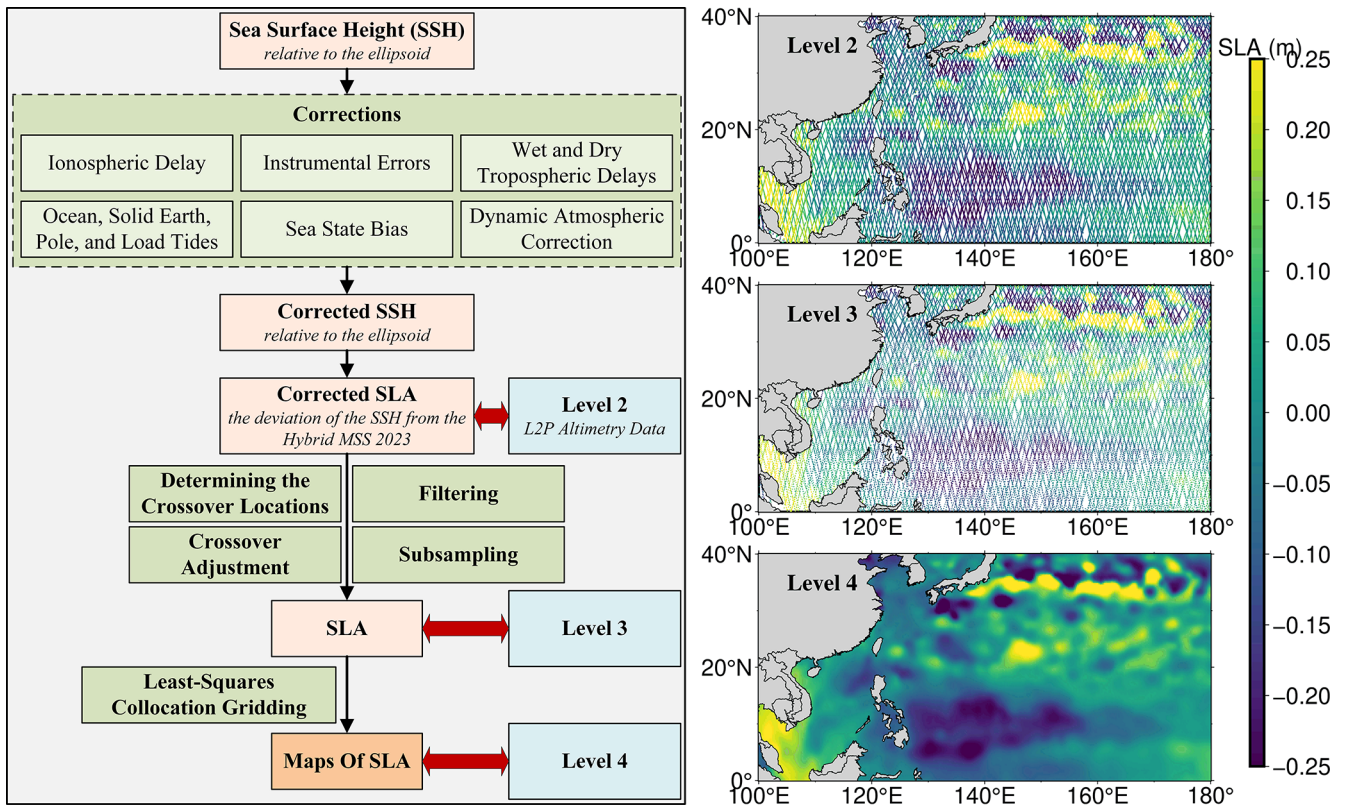 Sea Surface Height (SSH)
relative to the ellipsoid
Corrections
Ionospheric Delay
Instrumental Errors
Wet and Dry
Tropospheric Delays
Ocean, Solid Earth,
Pole, and Load Tides
Sea State Bias
Dynamic Atmospheric
Correction
Corrected SSH
relative to the ellipsoid
Corrected SLA
the deviation of the SSH from the
Hybrid MSS 2023
Level 2
L2P Altimetry Data
Determining the
Crossover Locations
Filtering
Crossover
Adjustment
Subsampling
SLA
Level 3
Least-Squares
Collocation Gridding
Maps Of SLA
Level 4
40°N
Level 2
20°N
0°
100°E
120°E
140°E
160°E
180°
40°N
Level 3
20°N
0°
100°E
120°E
140°E
160°E
180°
40°N
Level 4
20°N
0°
100°E
120°E
140°E
160°E
180°
SLA (m)
0.25
0.20
0.15
0.10
0.05
0.00
−0.05
−0.10
−0.15
−0.20
−0.25